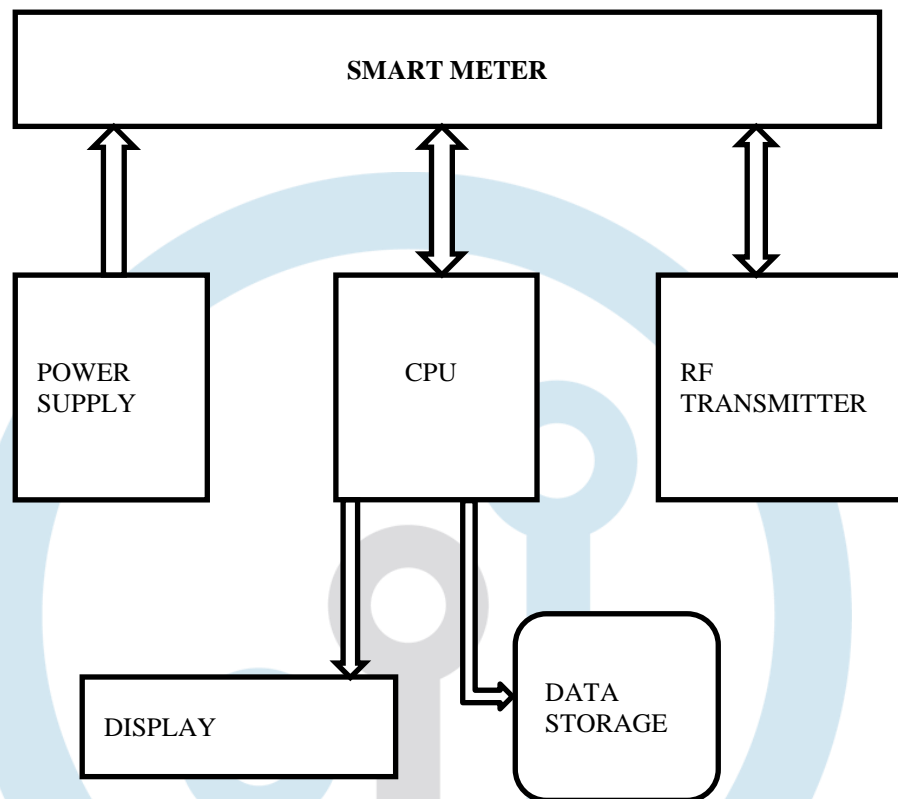 SMART METER
POWER
SUPPLY
CPU
RF
TRANSMITTER
DISPLAY
DATA
STORAGE